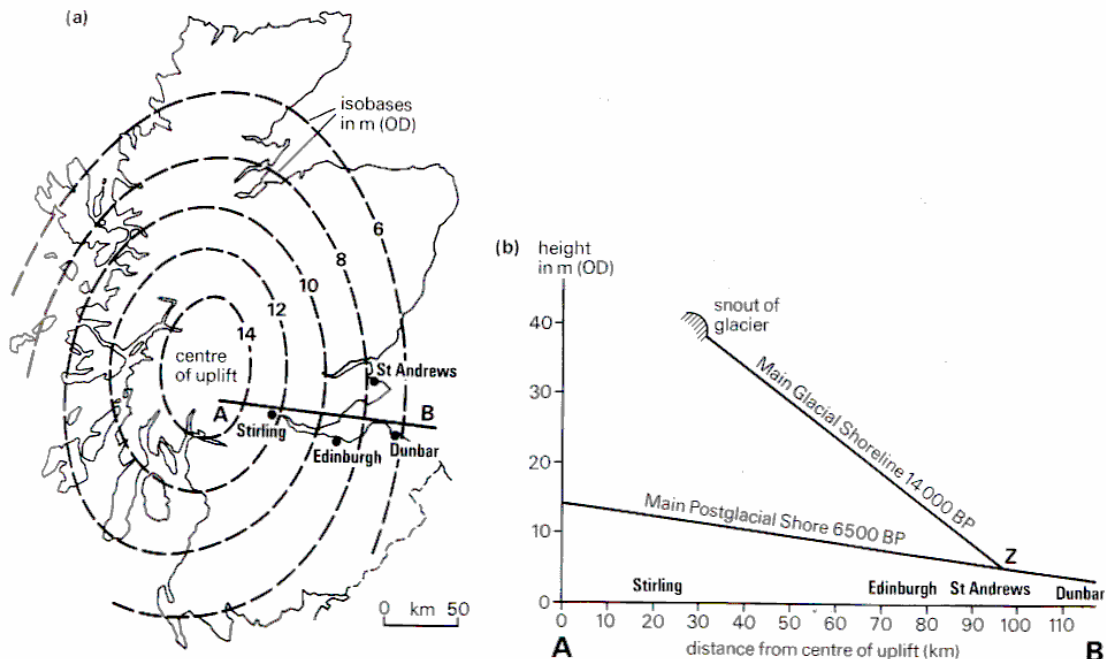 (a)
isobases
in m (OD)
6
8
10
12
14
centre
of uplift
St Andrews
A
B
Stirling
Edinburgh
Dunbar
0 km 50
(b) height
in m (OD)
40
30
20
10
0
snout of
glacier
Main Glacial Shoreline 14 000 BP
Main Postglacial Shore 6500 BP
Z
Stirling
Edinburgh
St Andrews
Dunbar
0 10 20 30 40 50 60 70 80 90 100 110
A
distance from centre of uplift (km)
B